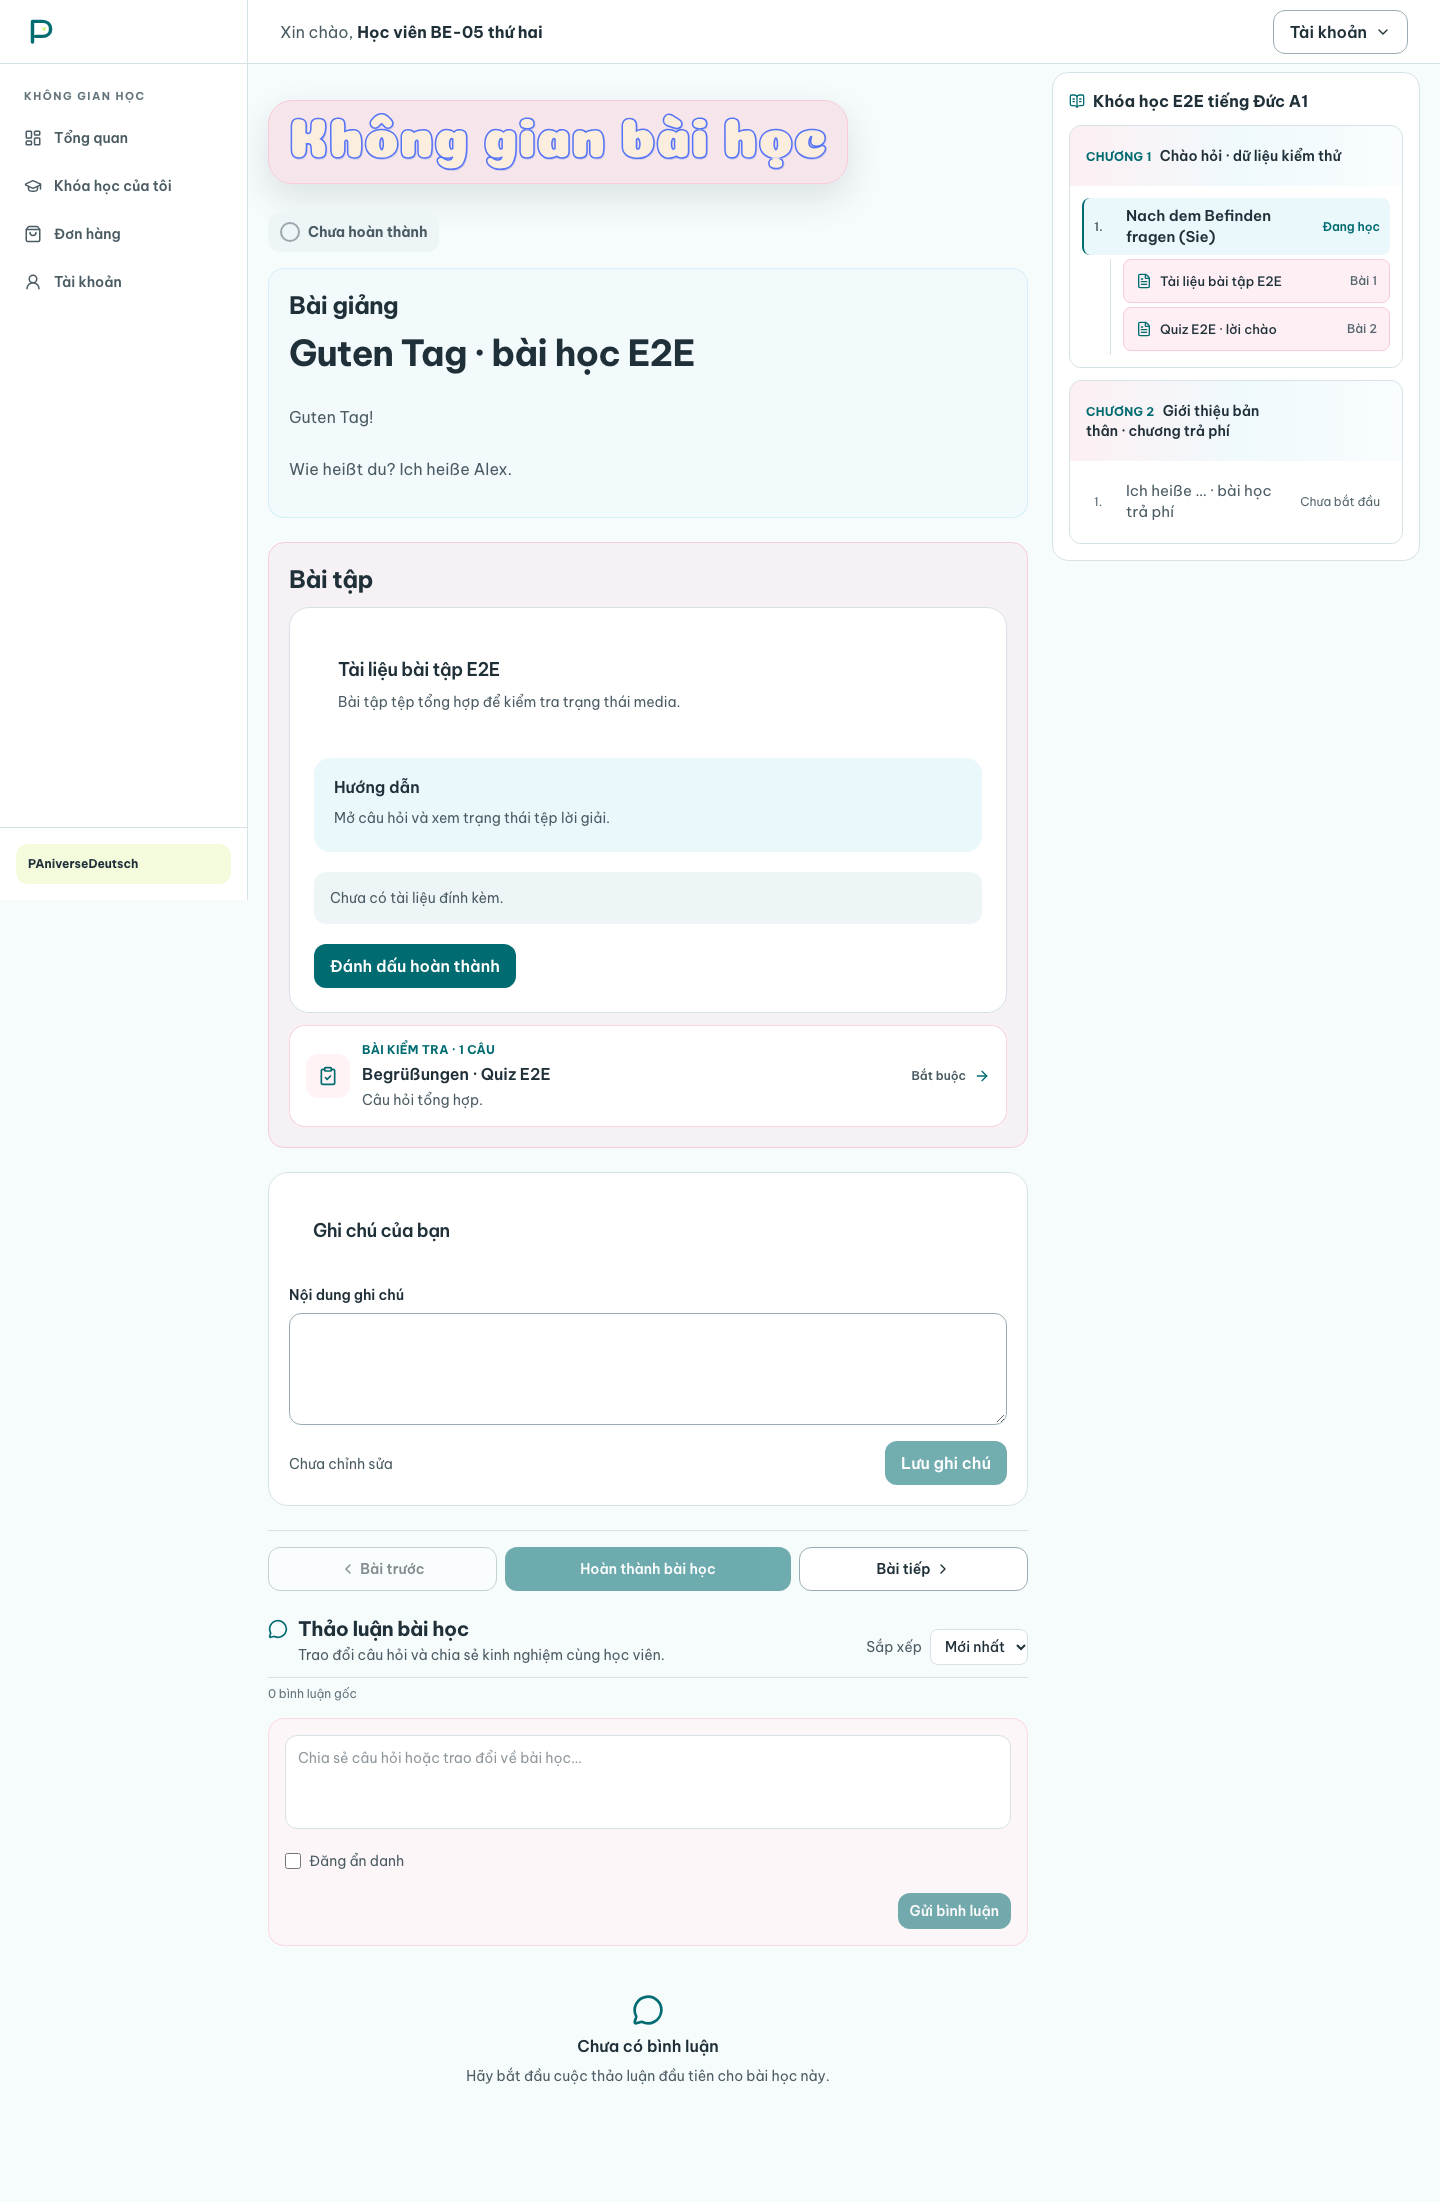 P
Xin chào, Học viên BE-05 thứ hai
Tài khoản
KHÔNG GIAN HỌC
Tổng quan
Khóa học của tôi
Đơn hàng
Tài khoản
PAniverseDeutsch
Không gian bài học
Chưa hoàn thành
Bài giảng
Guten Tag · bài học E2E
Guten Tag!
Wie heißt du? Ich heiße Alex.
Bài tập
Tài liệu bài tập E2E
Bài tập tệp tổng hợp để kiểm tra trạng thái media.
Hướng dẫn
Mở câu hỏi và xem trạng thái tệp lời giải.
Chưa có tài liệu đính kèm.
Đánh dấu hoàn thành
BÀI KIỂM TRA · 1 CÂU
Begrüßungen · Quiz E2E
Câu hỏi tổng hợp.
Bắt buộc
Ghi chú của bạn
Nội dung ghi chú
Chưa chỉnh sửa
Lưu ghi chú
Bài trước
Hoàn thành bài học
Bài tiếp
Thảo luận bài học
Trao đổi câu hỏi và chia sẻ kinh nghiệm cùng học viên.
Sắp xếp
Mới nhất
0 bình luận gốc
Chia sẻ câu hỏi hoặc trao đổi về bài học...
Đăng ẩn danh
Gửi bình luận
Chưa có bình luận
Hãy bắt đầu cuộc thảo luận đầu tiên cho bài học này.
Khóa học E2E tiếng Đức A1
CHƯƠNG 1 Chào hỏi · dữ liệu kiểm thử
1. Nach dem Befinden
fragen (Sie)
Đang học
Tài liệu bài tập E2E
Bài 1
Quiz E2E · lời chào
Bài 2
CHƯƠNG 2 Giới thiệu bản
thân · chương trả phí
1. Ich heiße ... · bài học
trả phí
Chưa bắt đầu